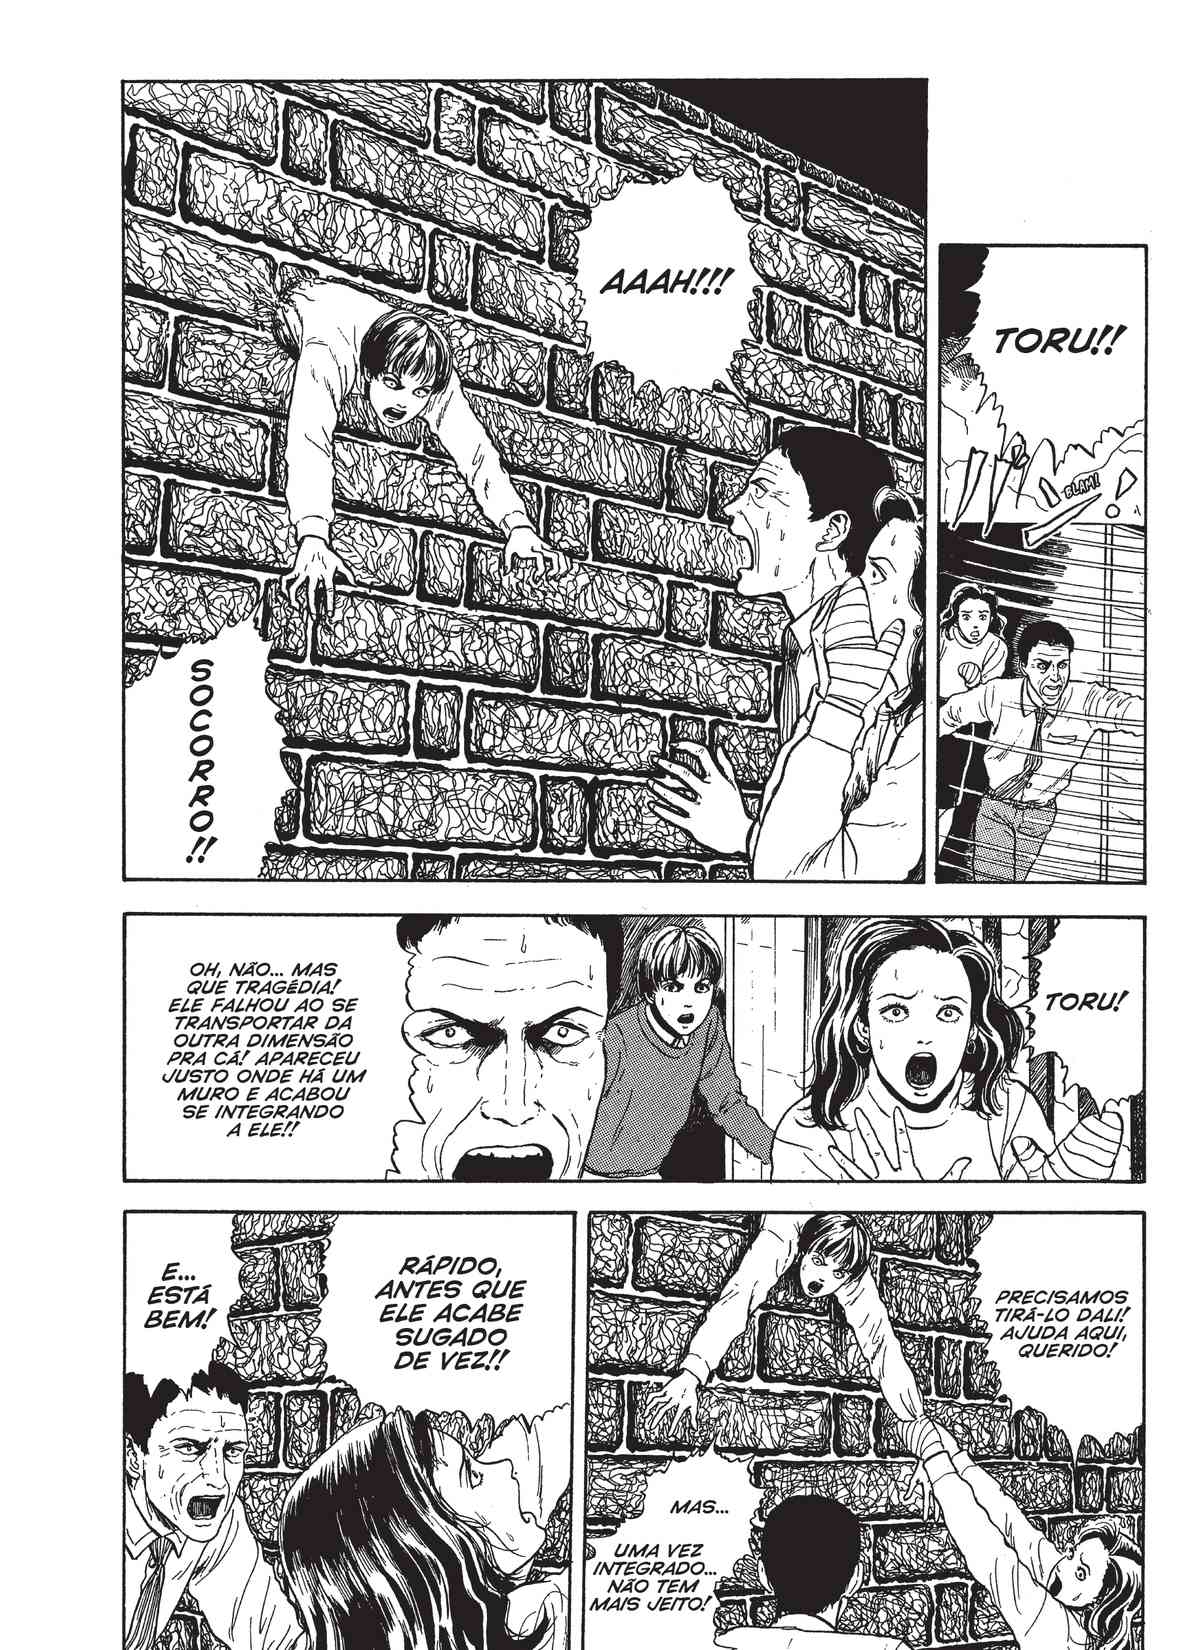 TORU!!
BLAM!
AAAH!!!
SOCORRO!!
TORU!
OH, NÃO... MAS
QUE TRAGÉDIA!
ELE FALHOU AO SE
TRANSPORTAR DA
OUTRA DIMENSÃO
PRA CÁ! APARECEU
JUSTO ONDE HÁ UM
MURO E ACABOU
SE INTEGRANDO
A ELE!!
PRECISAMOS
TIRÁ-LO DALI!
AJUDA AQUI,
QUERIDO!
MAS...
UMA VEZ
INTEGRADO...
NÃO TEM
MAIS JEITO!
RÁPIDO,
ANTES QUE
ELE ACABE
SUGADO
DE VEZ!!
E...
ESTÁ
BEM!